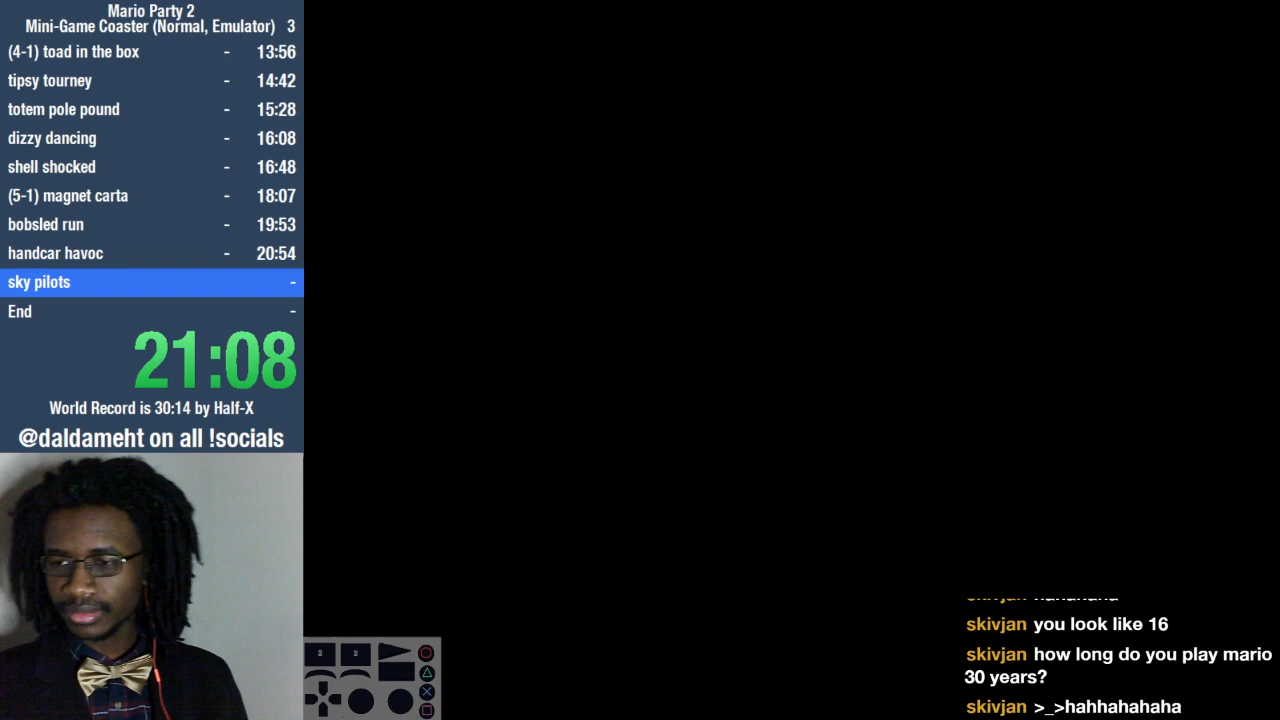 Mario Party 2
Mini-Game Coaster (Normal, Emulator) 3
(4-1) toad in the box - 13:56
tipsy tourney - 14:42
totem pole pound - 15:28
dizzy dancing - 16:08
shell shocked - 16:48
(5-1) magnet carta - 18:07
bobsled run - 19:53
handcar havoc - 20:54
sky pilots -
End -
21:08
World Record is 30:14 by Half-X
@daldameht on all !socials
2 2
skivjan you look like 16
skivjan how long do you play mario
30 years?
skivjan >_>hahhahahaha